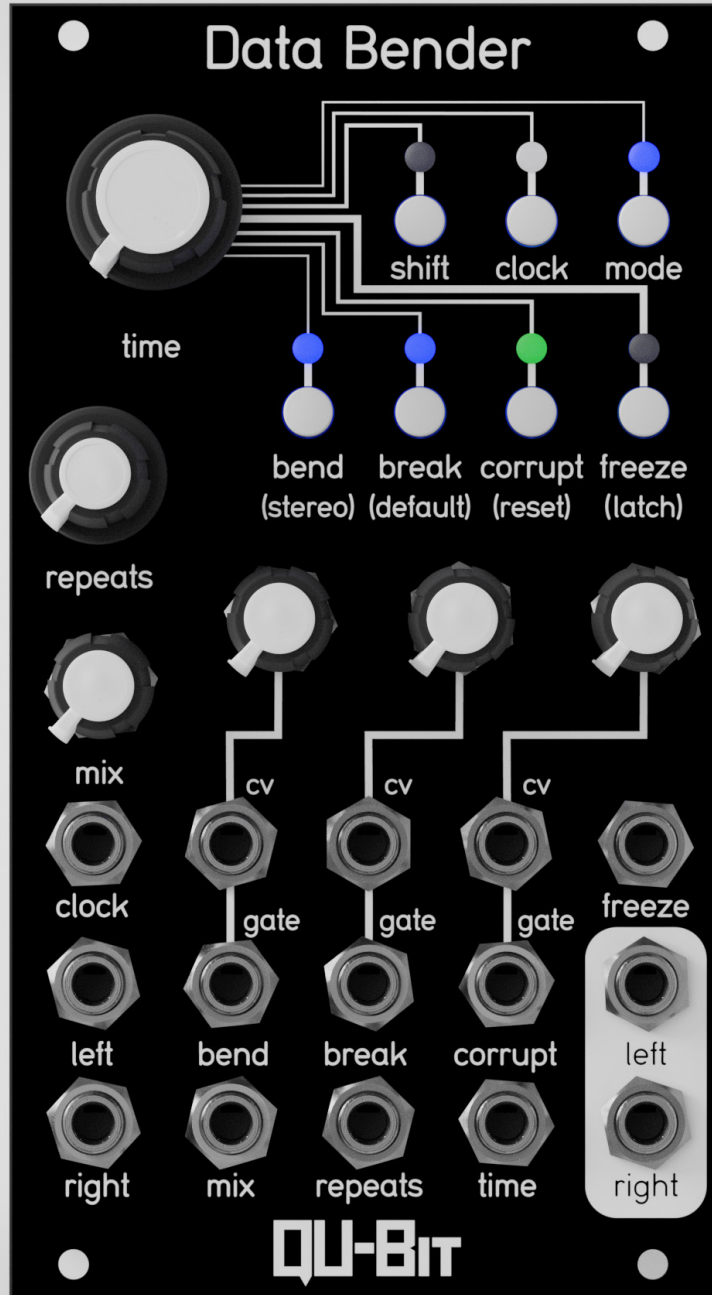 Data Bender
shift clock mode
time
bend break corrupt freeze
(stereo) (default) (reset) (latch)
repeats
mix
cv cv cv
clock freeze
gate gate gate
left bend break corrupt left
right mix repeats time right
QU-Bit